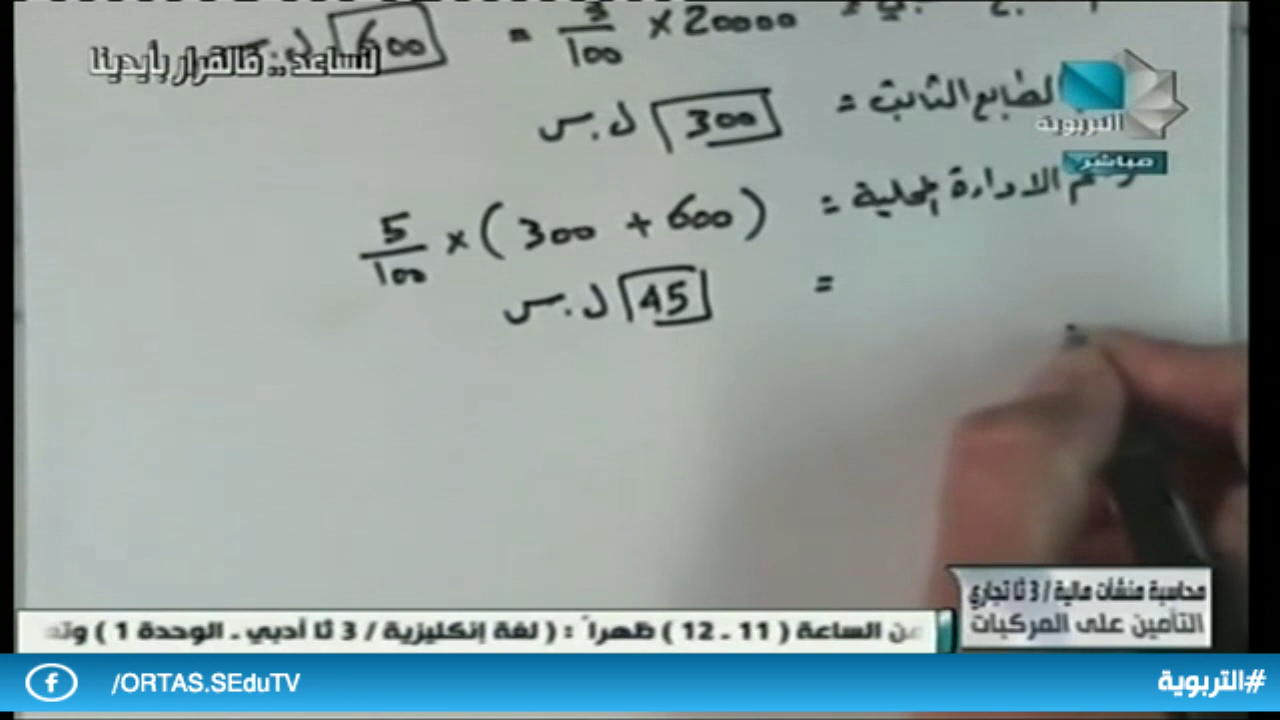 = 3/100 × 20000 = 600 ل.س
لنساعد .. فالقرار بأيدينا
الطابع الثابت = 300 ل.س
التربوية
مباشر
رسم الادارة المحلية = (600 + 300) × 5/100
= 45 ل.س
محاسبة منشآت مالية / 3 ثا تجاري
التأمين على المركبات
من الساعة ( 11 - 12 ) ظهراً : ( لغة إنكليزية / 3 ثا أدبي - الوحدة 1 )
/ORTAS.SEduTV
#التربوية